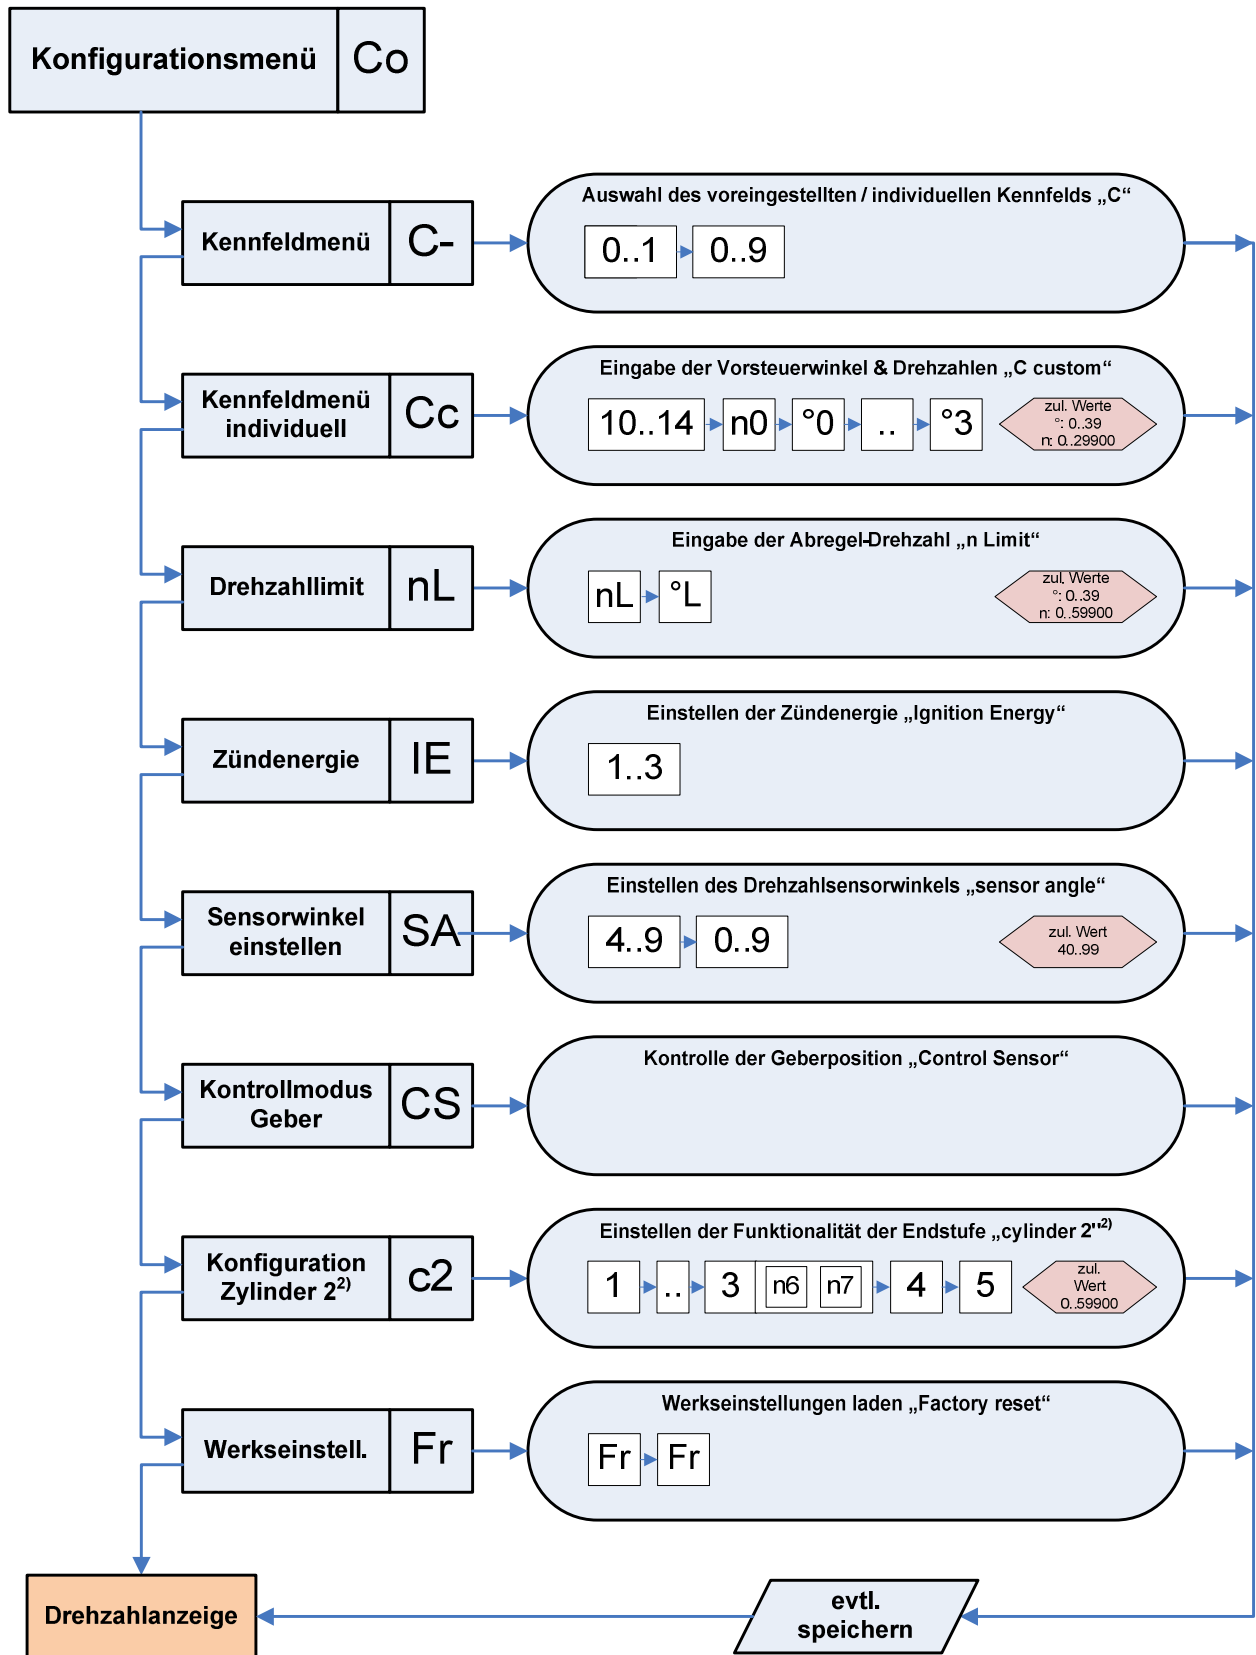 Konfigurationsmenü
Co
Kennfeldmenü
C-
Auswahl des voreingestellten / individuellen Kennfelds „C“
0..1
0..9
Kennfeldmenü
individuell
Cc
Eingabe der Vorsteuerwinkel & Drehzahlen „C custom“
10..14
n0
°0
..
°3
zul. Werte
°: 0..39
n: 0..29900
Drehzahllimit
nL
Eingabe der Abregel-Drehzahl „n Limit“
nL
°L
zul. Werte
°: 0..39
n: 0..59900
Zündenergie
IE
Einstellen der Zündenergie „Ignition Energy“
1..3
Sensorwinkel
einstellen
SA
Einstellen des Drehzahlsensorwinkels „sensor angle“
4..9
0..9
zul. Wert
40..99
Kontrollmodus
Geber
CS
Kontrolle der Geberposition „Control Sensor“
Konfiguration
Zylinder 2²⁾
c2
Einstellen der Funktionalität der Endstufe „cylinder 2"²⁾
1
..
3
n6
n7
4
5
zul.
Wert
0..59900
Werkseinstell.
Fr
Werkseinstellungen laden „Factory reset“
Fr
Fr
Drehzahlanzeige
evtl.
speichern